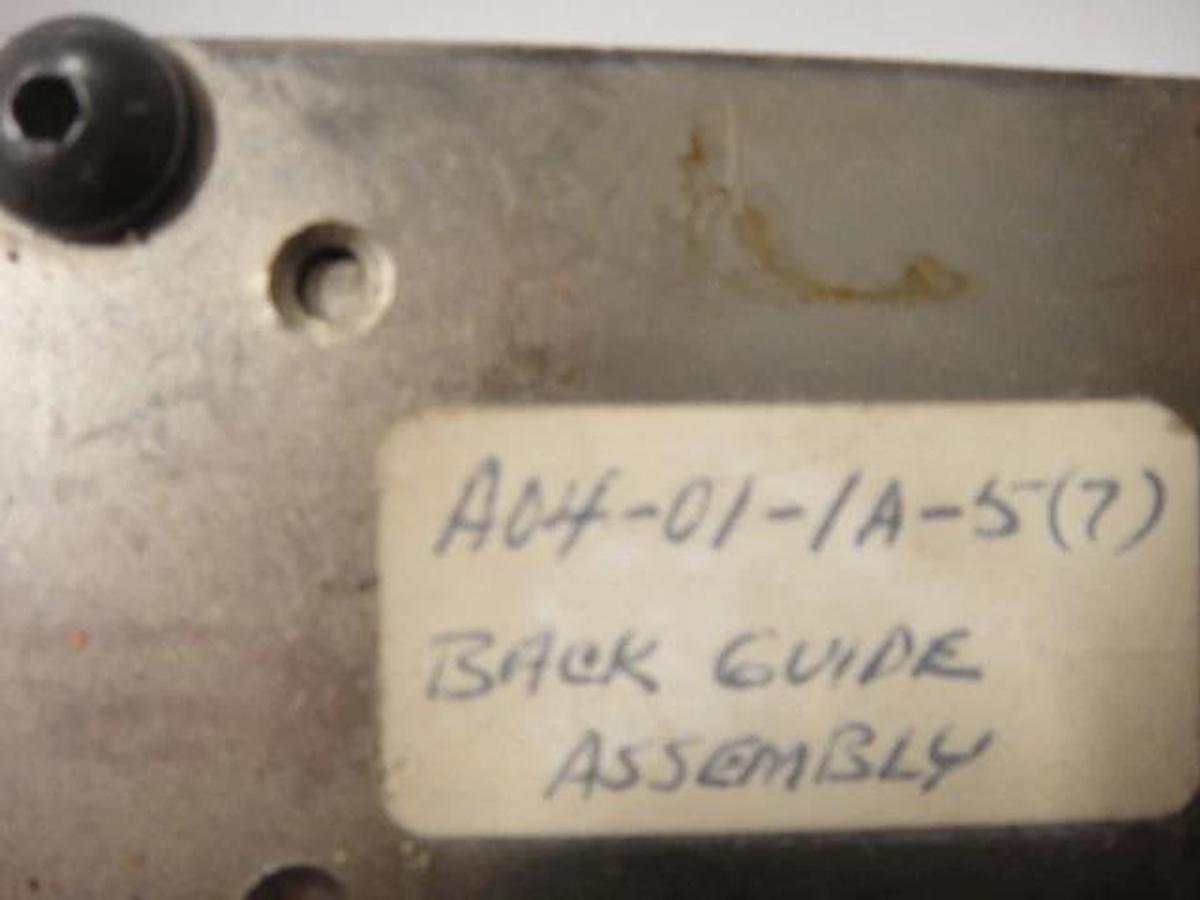 A04-01-1A-5(7)
BACK GUIDE
ASSEMBLY